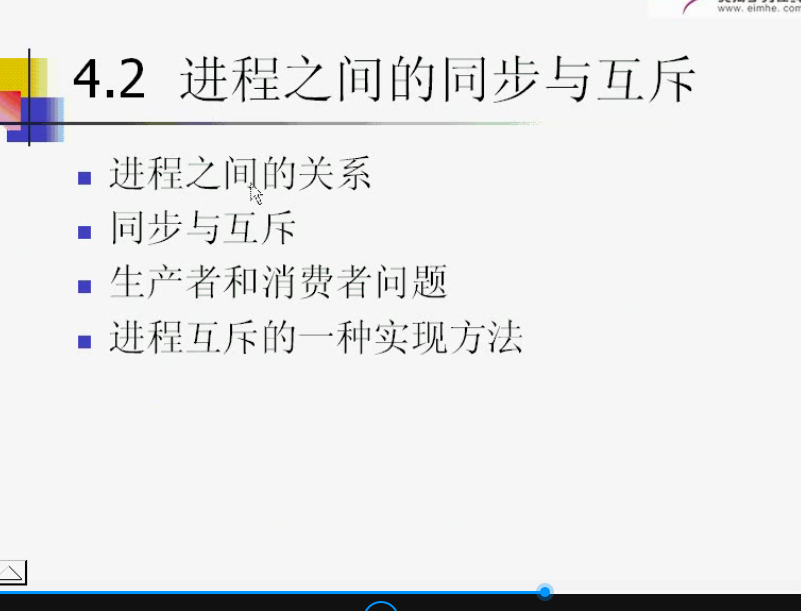 www.eimhe.com
4.2 进程之间的同步与互斥
进程之间的关系
同步与互斥
生产者和消费者问题
进程互斥的一种实现方法